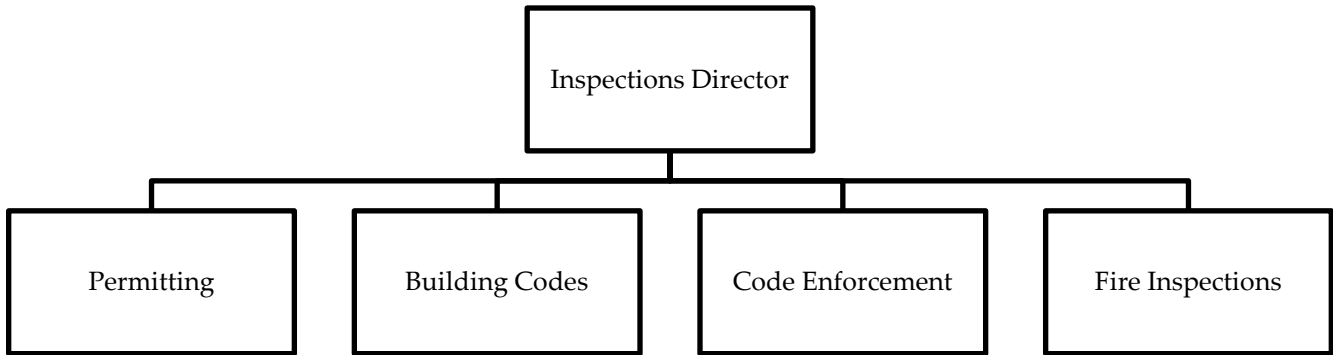 Inspections Director
Permitting
Building Codes
Code Enforcement
Fire Inspections